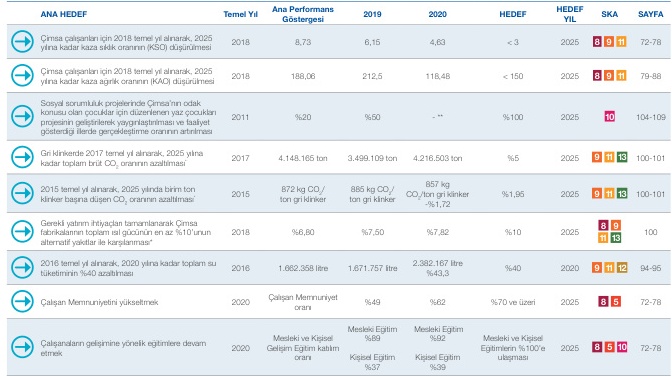 ANA HEDEF Temel Yıl Ana Performans Göstergesi 2019 2020 HEDEF HEDEF YIL SKA SAYFA
Çimsa çalışanları için 2018 temel yıl alınarak, 2025 2018 8,73 6,15 4,63 < 3 2025 8 9 11 72-78
yılına kadar kaza sıklık oranının (KSO) düşürülmesi
Çimsa çalışanları için 2018 temel yıl alınarak, 2025 2018 188,06 212,5 118,48 < 150 2025 8 9 11 79-88
yılına kadar kaza ağırlık oranının (KAO) düşürülmesi
Sosyal sorumluluk projelerinde Çimsa'nın odak
konusu olan çocuklar için düzenlenen yaz çocukları 2011 %20 %50 - ** %100 2025 10 104-109
projesinin geliştirilerek yaygınlaştırılması ve faaliyet
gösterdiği illerde gerçekleştirme oranının artırılması
Gri klinkerde 2017 temel yıl alınarak, 2025 yılına 2017 4.148.165 ton 3.499.109 ton 4.216.503 ton %5 2025 9 11 13 100-101
kadar toplam brüt CO2 oranının azaltılması*
2015 temel yıl alınarak, 2025 yılında birim ton 2015 872 kg CO2/ 885 kg CO2/ 857 kg %1,95 2025 9 11 13 100-101
klinker başına düşen CO2 oranının azaltılması* ton gri klinker ton gri klinker CO2/ton gri klinker
-%1,72
Gerekli yatırım ihtiyaçları tamamlanarak Çimsa 8 9
fabrikalarının toplam ısıl gücünün en az %10'unun 2018 %6,80 %7,50 %7,82 %10 2025 11 13 100
alternatif yakıtlar ile karşılanması*
2016 temel yıl alınarak, 2020 yılına kadar toplam su 2016 1.662.358 litre 1.671.757 litre 2.382.167 litre %40 2020 9 11 12 94-95
tüketiminin %40 azaltılması %43,3
Çalışan Memnuniyetini yükseltmek 2020 Çalışan Memnuniyet oranı %49 %62 %70 ve üzeri 2025 8 5 72-78
Çalışanaların gelişimine yönelik eğitimlere devam 2020 Mesleki ve Kişisel Mesleki Eğitim Mesleki Eğitim Mesleki ve Kişisel 2025 8 5 10 72-78
etmek Gelişim Eğitim katılım %89 %92 Eğitimlerin %100'e
oranı Kişisel Eğitim Kişisel Eğitim ulaşması
%37 %39